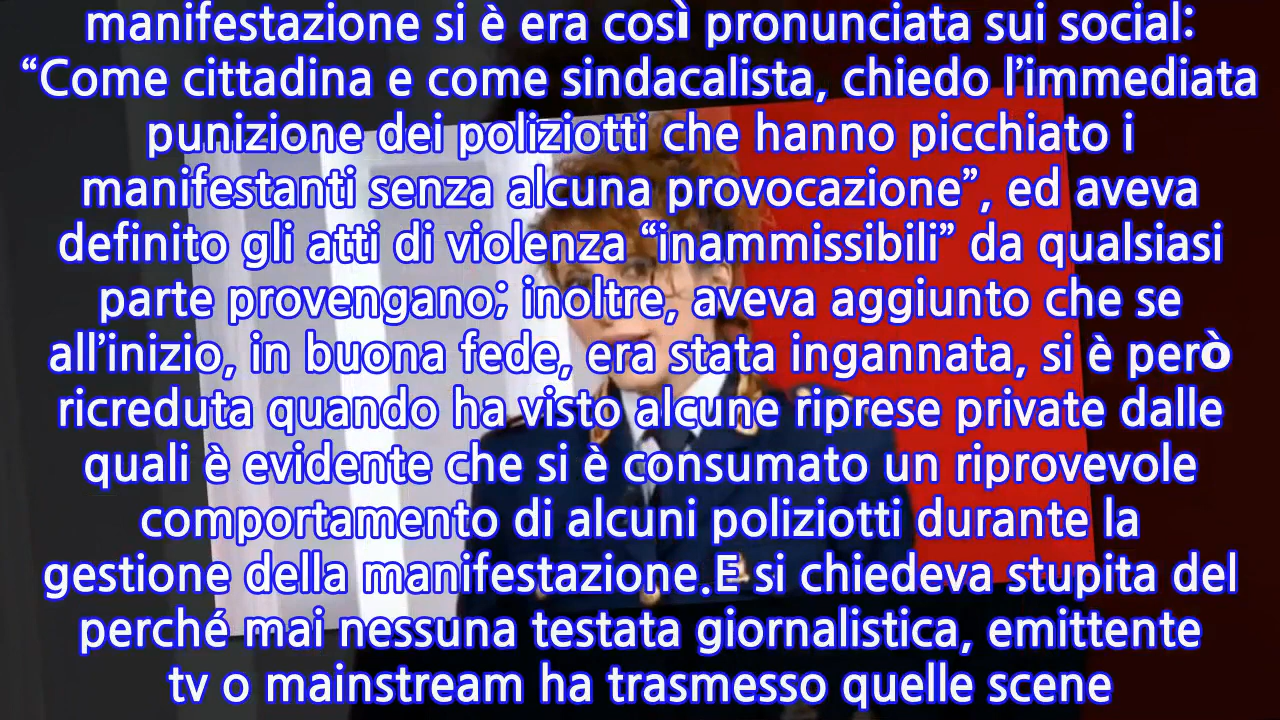 manifestazione si è era così pronunciata sui social:
“Come cittadina e come sindacalista, chiedo l’immediata
punizione dei poliziotti che hanno picchiato i
manifestanti senza alcuna provocazione”, ed aveva
definito gli atti di violenza “inammissibili” da qualsiasi
parte provengano; inoltre, aveva aggiunto che se
all’inizio, in buona fede, era stata ingannata, si è però
ricreduta quando ha visto alcune riprese private dalle
quali è evidente che si è consumato un riprovevole
comportamento di alcuni poliziotti durante la
gestione della manifestazione.E si chiedeva stupita del
perché mai nessuna testata giornalistica, emittente
tv o mainstream ha trasmesso quelle scene